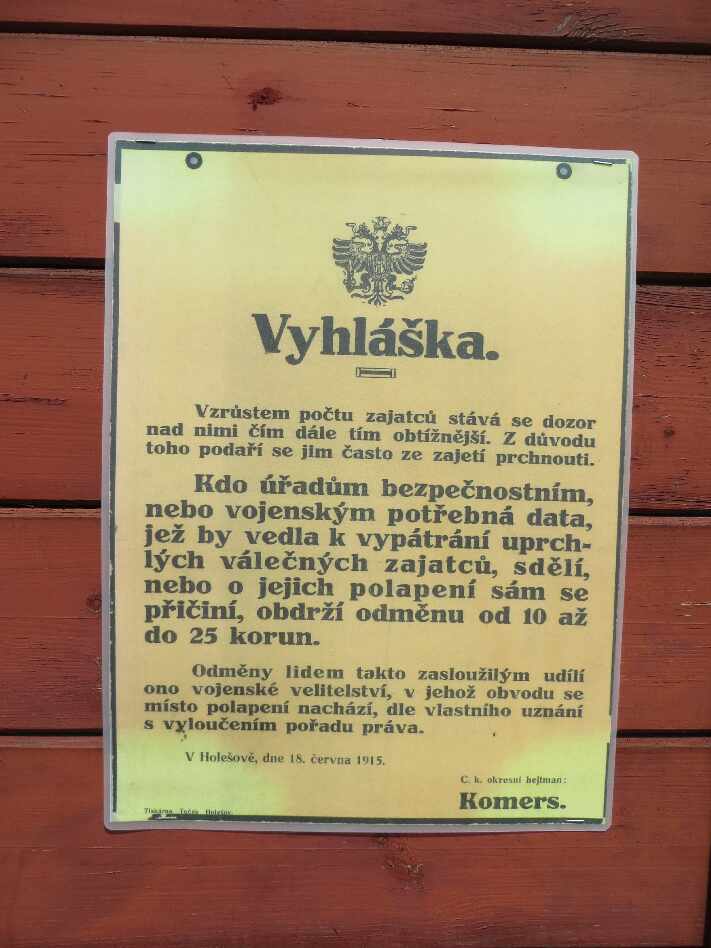 Vyhláška.
Vzrůstem počtu zajatců stává se dozor
nad nimi čím dále tím obtížnější. Z důvodu
toho podaří se jim často ze zajetí prchnouti.
Kdo úřadům bezpečnostním,
nebo vojenským potřebná data,
jež by vedla k vypátrání uprch-
lých válečných zajatců, sdělí,
nebo o jejich polapení sám se
přičiní, obdrží odměnu od 10 až
do 25 korun.
Odměny lidem takto zasloužilým udílí
ono vojenské velitelství, v jehož obvodu se
místo polapení nachází, dle vlastního uznání
s vyloučením pořadu práva.
V Holešově, dne 18. června 1915.
C. k. okresní hejtman:
Komers.
Tiskárna Holešov.